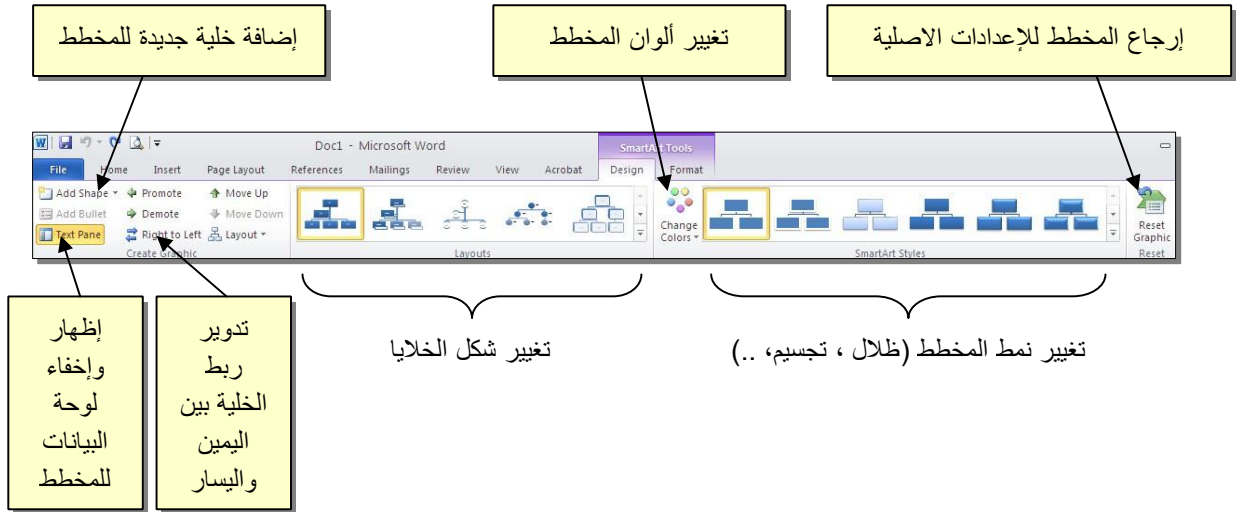 إضافة خلية جديدة للمخطط
تغيير ألوان المخطط
إرجاع المخطط للإعدادات الاصلية
Doc1 - Microsoft Word
SmartArt Tools
File Home Insert Page Layout References Mailings Review View Acrobat Design Format
Add Shape Promote Move Up
Add Bullet Demote Move Down
Text Pane Right to Left Layout
Create Graphic
Layouts
Change
Colors
SmartArt Styles
Reset
Graphic
Reset
إظهار
وإخفاء
لوحة
البيانات
للمخطط
تدوير
ربط
الخلية بين
اليمين
واليسار
تغيير شكل الخلايا
تغيير نمط المخطط (ظلال ، تجسيم، ..)